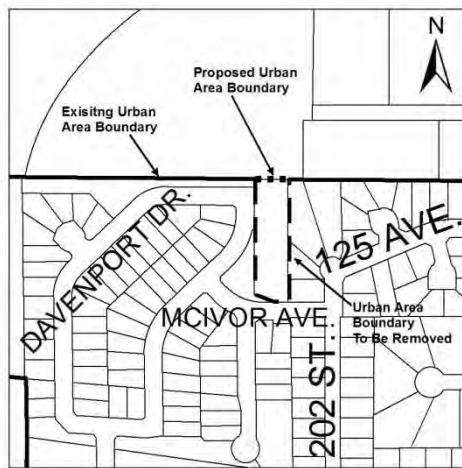 N
Proposed Urban
Area Boundary
Exisitng Urban
Area Boundary
DAVENPORT DR.
125 AVE.
MCIVOR AVE.
Urban Area
Boundary
To Be Removed
202 ST.